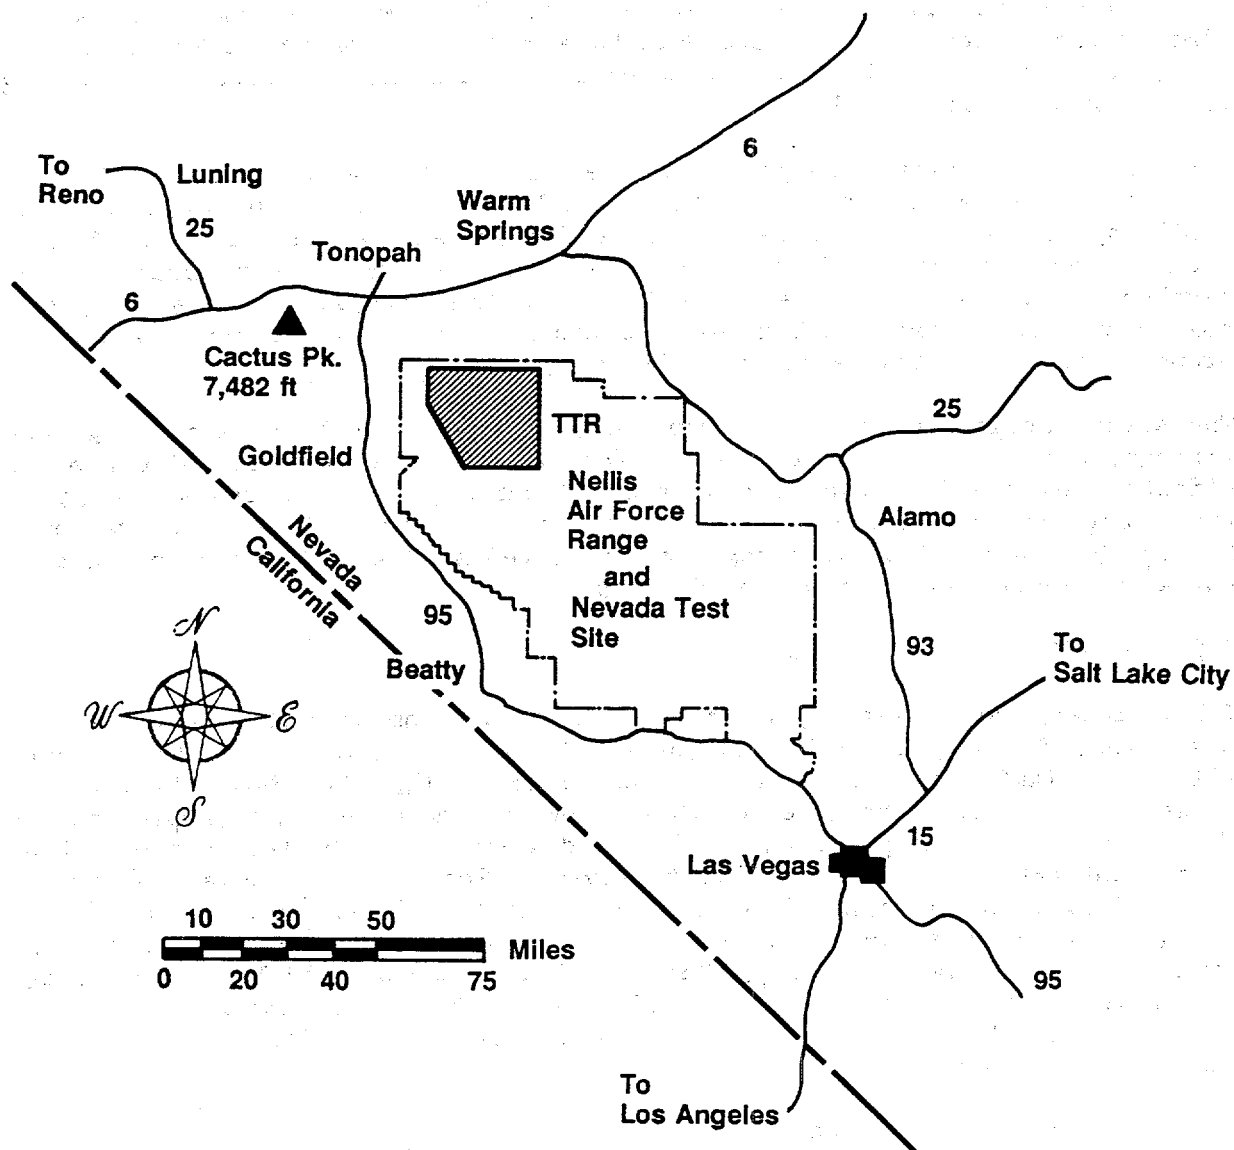 6
To
Reno
Luning
25
Warm
Springs
Tonopah
6
Cactus Pk.
7,482 ft
25
TTR
Goldfield
Nellis
Air Force
Range
and
Nevada Test
Site
Alamo
Nevada
California
95
93
Beatty
To
Salt Lake City
N
W
E
S
15
Las Vegas
10 30 50
Miles
0 20 40 75
95
To
Los Angeles